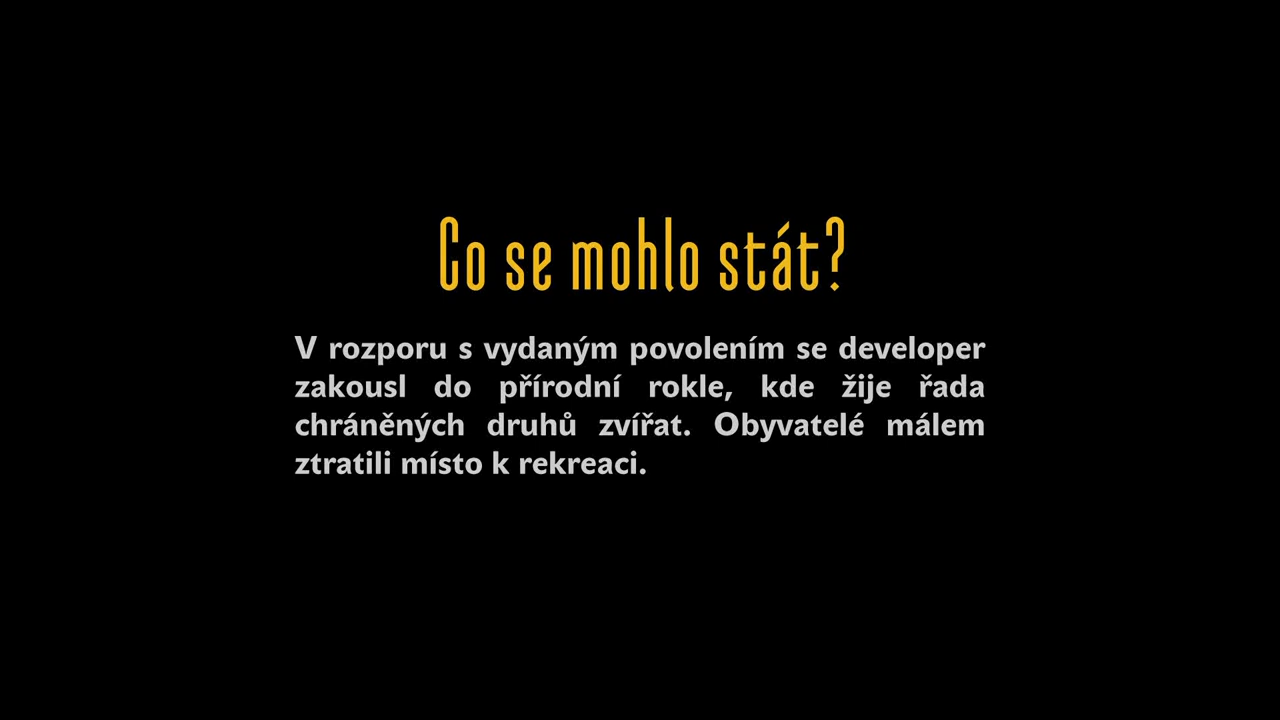 Co se mohlo stát?
V rozporu s vydaným povolením se developer
zakousl do přírodní rokle, kde žije řada
chráněných druhů zvířat. Obyvatelé málem
ztratili místo k rekreaci.